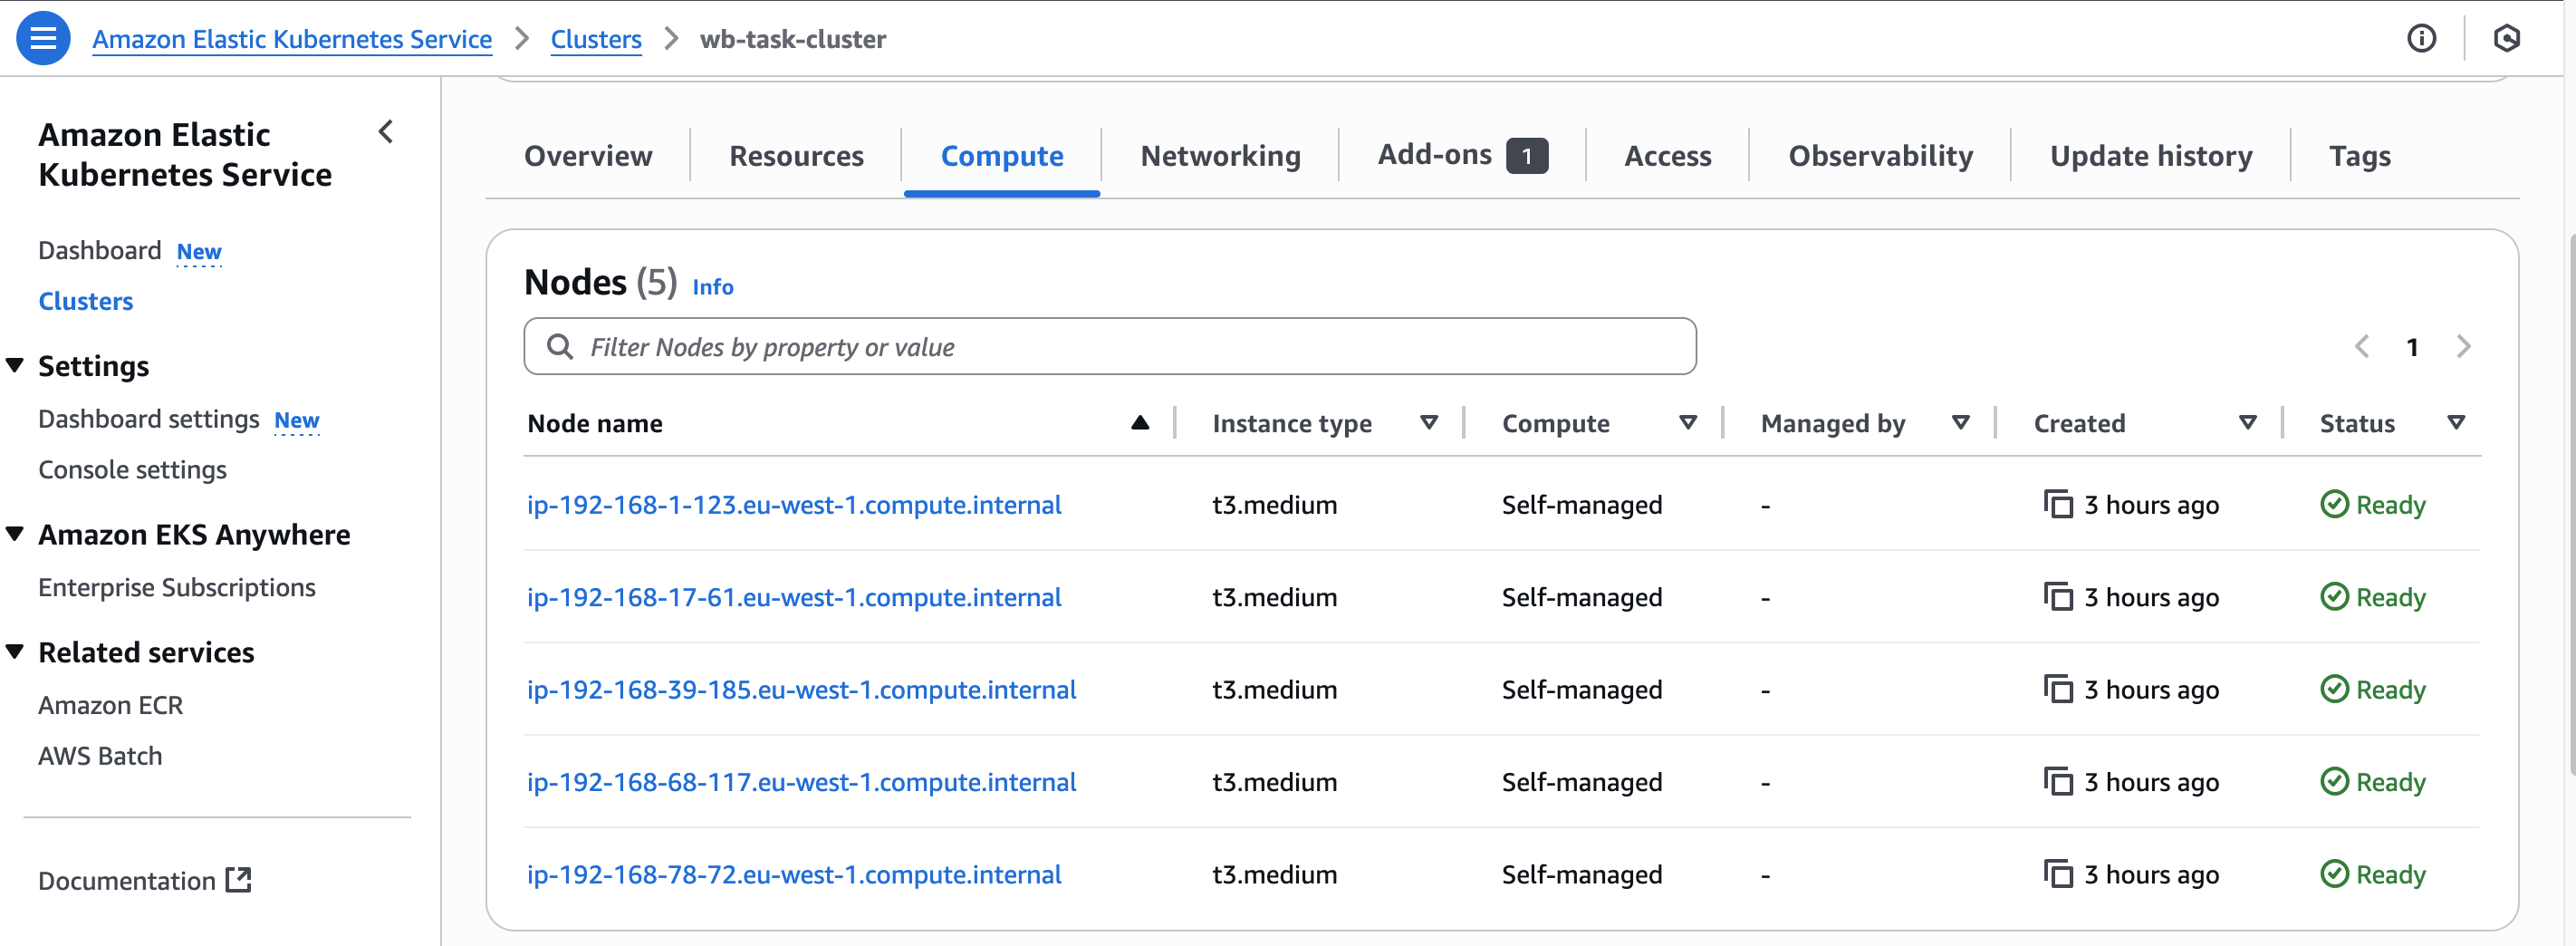 Amazon Elastic Kubernetes Service > Clusters > wb-task-cluster
Amazon Elastic
Kubernetes Service
Dashboard New
Clusters
Settings
Dashboard settings New
Console settings
Amazon EKS Anywhere
Enterprise Subscriptions
Related services
Amazon ECR
AWS Batch
Documentation
Overview Resources Compute Networking Add-ons 1 Access Observability Update history Tags
Nodes (5) Info
Filter Nodes by property or value
1
Node name Instance type Compute Managed by Created Status
ip-192-168-1-123.eu-west-1.compute.internal t3.medium Self-managed - 3 hours ago Ready
ip-192-168-17-61.eu-west-1.compute.internal t3.medium Self-managed - 3 hours ago Ready
ip-192-168-39-185.eu-west-1.compute.internal t3.medium Self-managed - 3 hours ago Ready
ip-192-168-68-117.eu-west-1.compute.internal t3.medium Self-managed - 3 hours ago Ready
ip-192-168-78-72.eu-west-1.compute.internal t3.medium Self-managed - 3 hours ago Ready